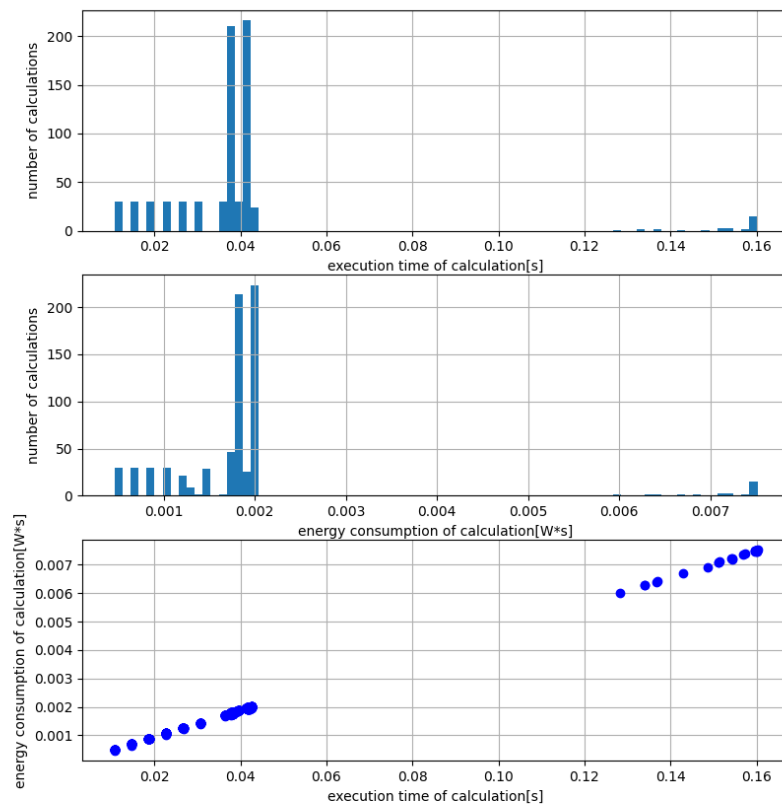 number of calculations
200
150
100
50
0
0.02 0.04 0.06 0.08 0.10 0.12 0.14 0.16
execution time of calculation[s]
number of calculations
200
150
100
50
0
0.001 0.002 0.003 0.004 0.005 0.006 0.007
energy consumption of calculation[W*s]
energy consumption of calculation[W*s]
0.007
0.006
0.005
0.004
0.003
0.002
0.001
0.02 0.04 0.06 0.08 0.10 0.12 0.14 0.16
execution time of calculation[s]